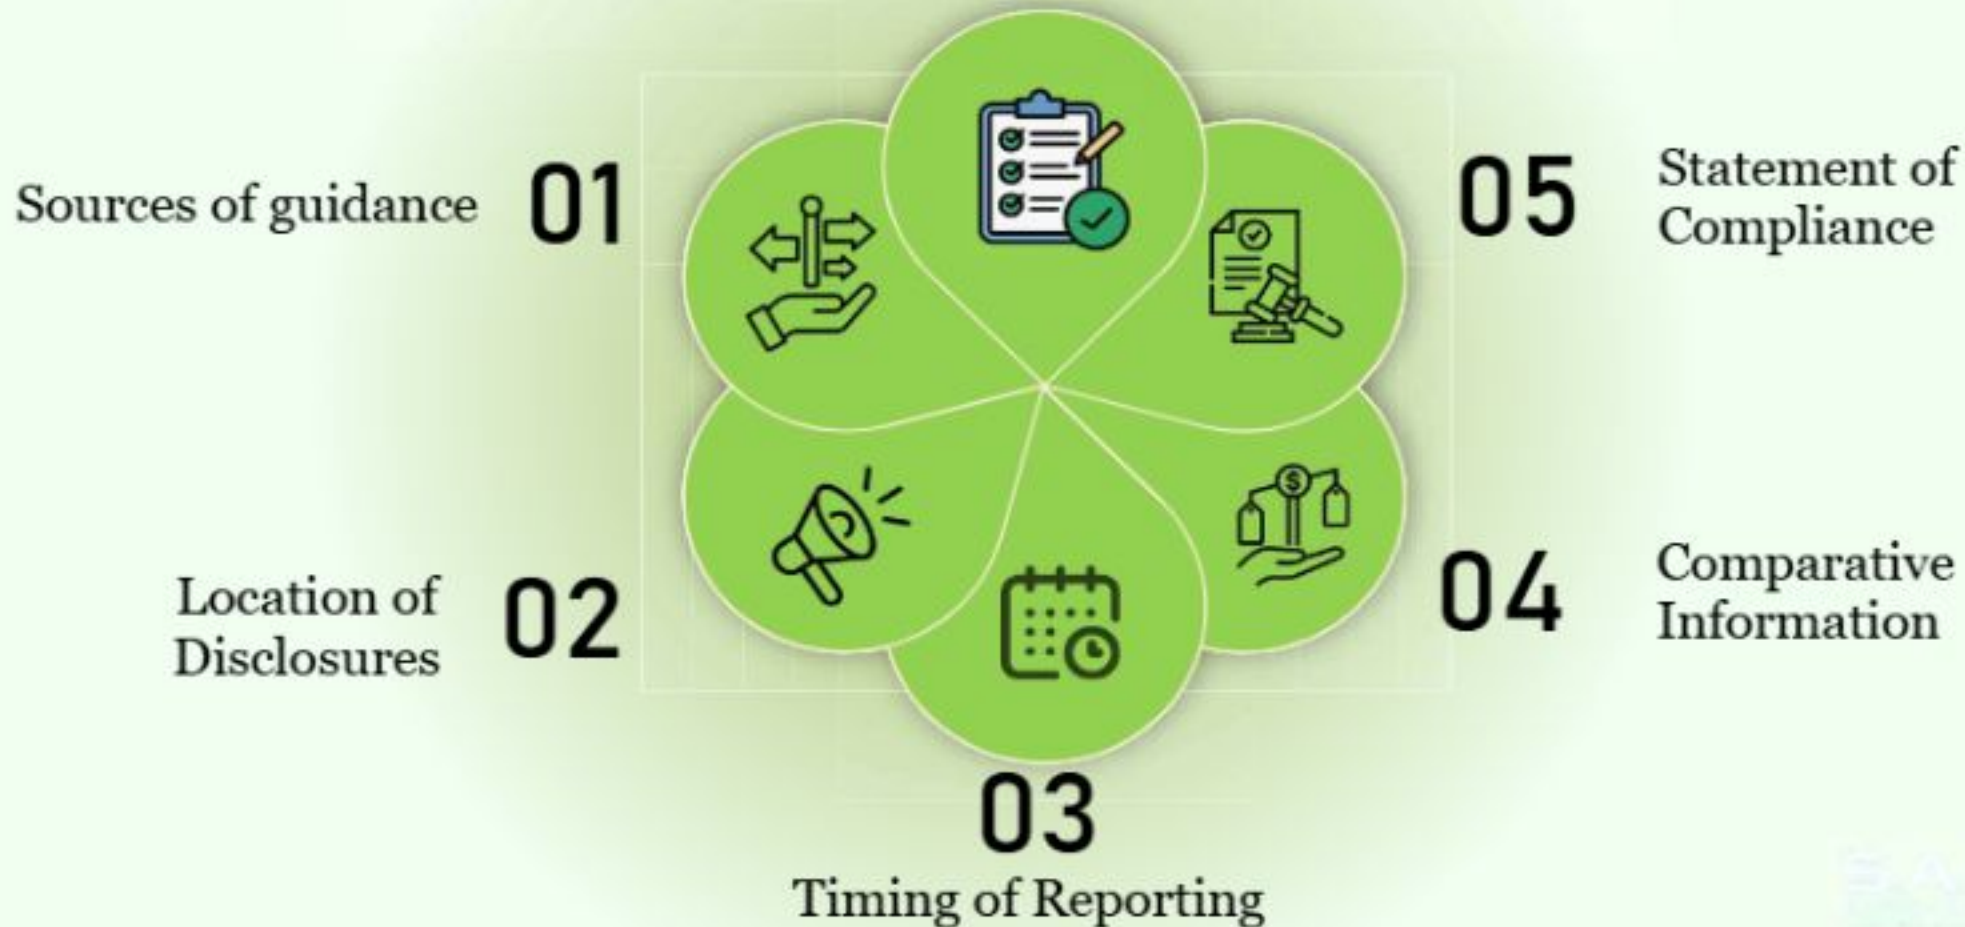 Sources of guidance 01
Location of
Disclosures
02
03
Timing of Reporting
04
Comparative
Information
05
Statement of
Compliance